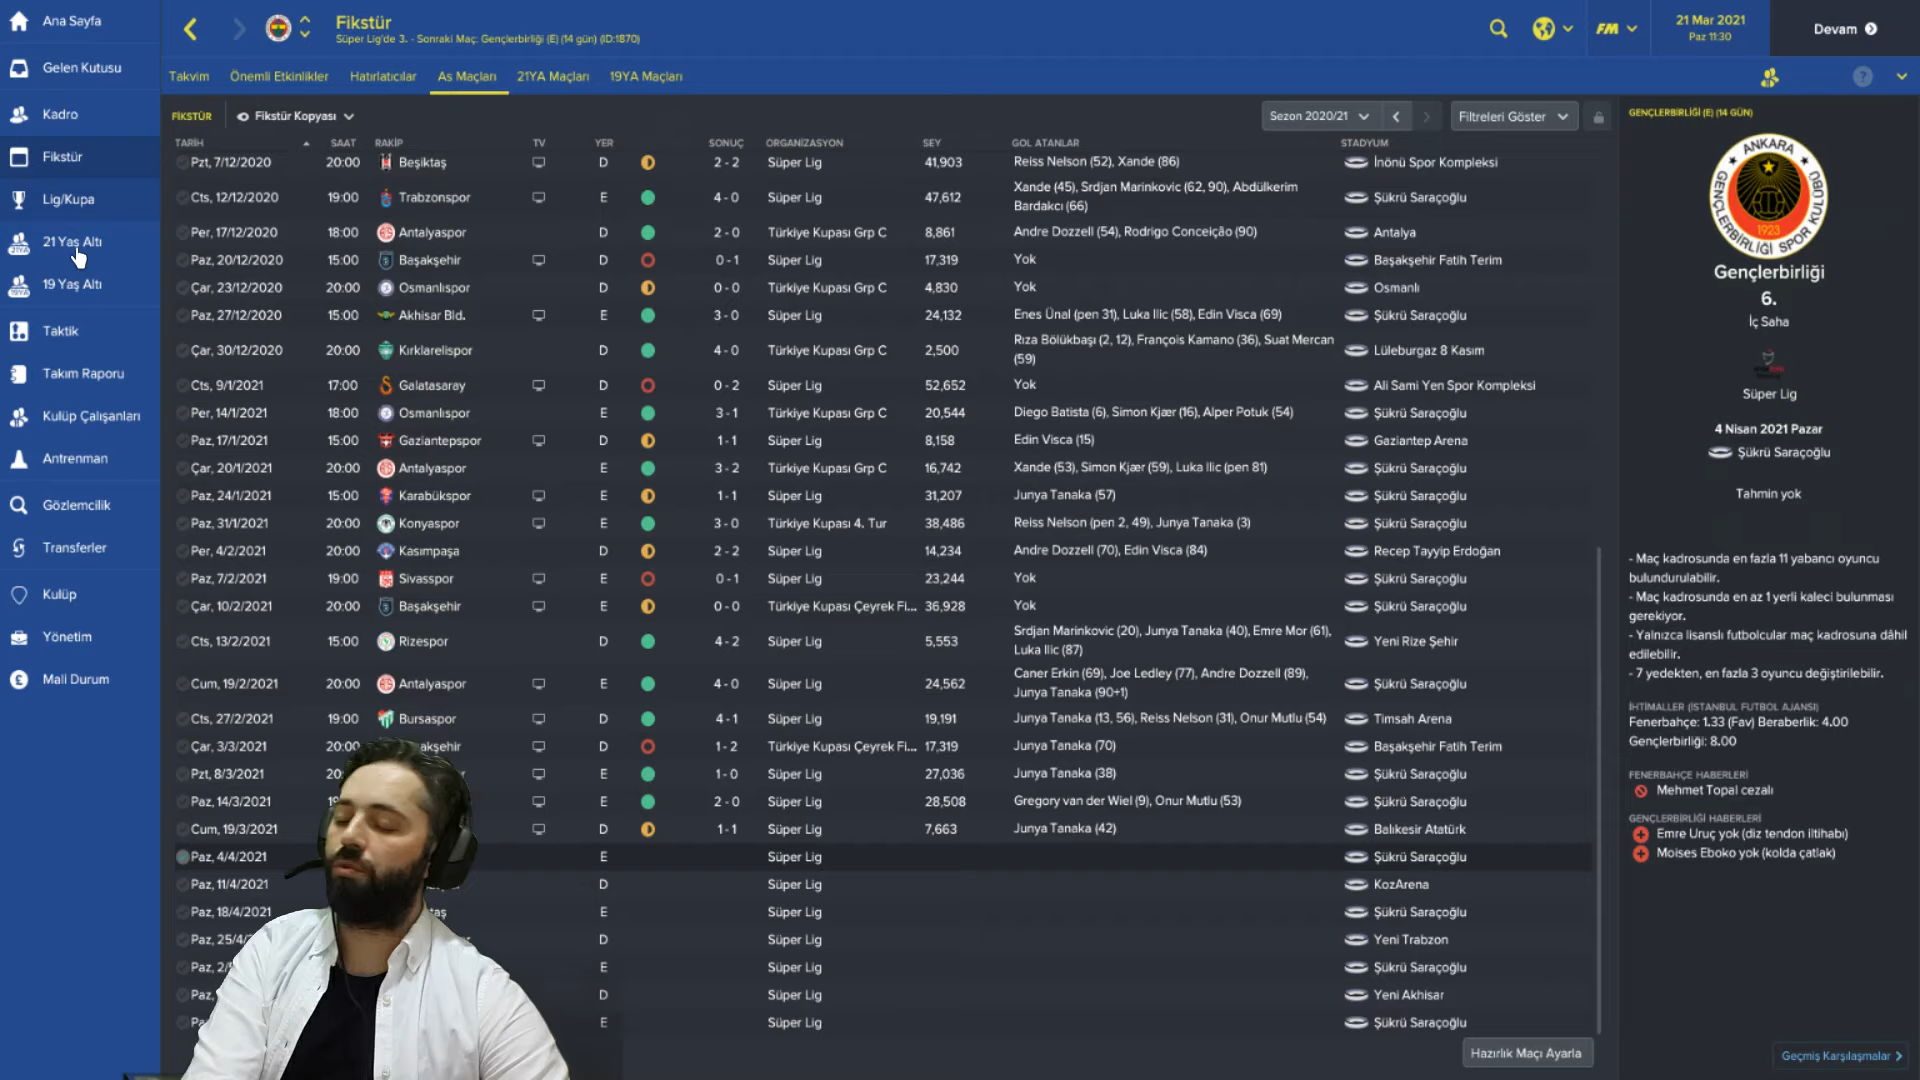 Ana Sayfa
Gelen Kutusu
Kadro
Fikstür
Lig/Kupa
21 Yaş Altı
19 Yaş Altı
Taktik
Takım Raporu
Kulüp Çalışanları
Antrenman
Gözlemcilik
Transferler
Kulüp
Yönetim
Mali Durum
Fikstür
Süper Lig'de 3. - Sonraki Maç: Gençlerbirliği (E) (14 gün) (ID:1870)
FM
21 Mar 2021
Paz 11:30
Devam
Takvim Önemli Etkinlikler Hatırlatıcılar As Maçları 21YA Maçları 19YA Maçları
FİKSTÜR Fikstür Kopyası Sezon 2020/21 Filtreleri Göster
TARİH SAAT RAKİP TV YER SONUÇ ORGANİZASYON SEY GOL ATANLAR STADYUM
Pzt, 7/12/2020 20:00 Beşiktaş D 2 - 2 Süper Lig 41,903 Reiss Nelson (52), Xande (86) İnönü Spor Kompleksi
Cts, 12/12/2020 19:00 Trabzonspor E 4 - 0 Süper Lig 47,612 Xande (45), Srdjan Marinkovic (62, 90), Abdülkerim Şükrü Saraçoğlu
Bardakcı (66)
Per, 17/12/2020 18:00 Antalyaspor D 2 - 0 Türkiye Kupası Grp C 8,861 Andre Dozzell (54), Rodrigo Conceição (90) Antalya
Paz, 20/12/2020 15:00 Başakşehir D 0 - 1 Süper Lig 17,319 Yok Başakşehir Fatih Terim
Çar, 23/12/2020 20:00 Osmanlıspor D 0 - 0 Türkiye Kupası Grp C 4,830 Yok Osmanlı
Paz, 27/12/2020 15:00 Akhisar Bld. E 3 - 0 Süper Lig 24,132 Enes Ünal (pen 31), Luka Ilic (58), Edin Visca (69) Şükrü Saraçoğlu
Çar, 30/12/2020 20:00 Kırklarelispor D 4 - 0 Türkiye Kupası Grp C 2,500 Rıza Bölükbaşı (2, 12), François Kamano (36), Suat Mercan Lüleburgaz 8 Kasım
(59)
Cts, 9/1/2021 17:00 Galatasaray D 0 - 2 Süper Lig 52,652 Yok Ali Sami Yen Spor Kompleksi
Per, 14/1/2021 18:00 Osmanlıspor E 3 - 1 Türkiye Kupası Grp C 20,544 Diego Batista (6), Simon Kjær (16), Alper Potuk (54) Şükrü Saraçoğlu
Paz, 17/1/2021 15:00 Gaziantepspor D 1 - 1 Süper Lig 8,158 Edin Visca (15) Gaziantep Arena
Çar, 20/1/2021 20:00 Antalyaspor E 3 - 2 Türkiye Kupası Grp C 16,742 Xande (53), Simon Kjær (59), Luka Ilic (pen 81) Şükrü Saraçoğlu
Paz, 24/1/2021 15:00 Karabükspor E 1 - 1 Süper Lig 31,207 Junya Tanaka (57) Şükrü Saraçoğlu
Paz, 31/1/2021 20:00 Konyaspor E 3 - 0 Türkiye Kupası 4. Tur 38,486 Reiss Nelson (pen 2, 49), Junya Tanaka (3) Şükrü Saraçoğlu
Per, 4/2/2021 20:00 Kasımpaşa D 2 - 2 Süper Lig 14,234 Andre Dozzell (70), Edin Visca (84) Recep Tayyip Erdoğan
Paz, 7/2/2021 19:00 Sivasspor E 0 - 1 Süper Lig 23,244 Yok Şükrü Saraçoğlu
Çar, 10/2/2021 20:00 Başakşehir E 0 - 0 Türkiye Kupası Çeyrek Fi... 36,928 Yok Şükrü Saraçoğlu
Cts, 13/2/2021 15:00 Rizespor D 4 - 2 Süper Lig 5,553 Srdjan Marinkovic (20), Junya Tanaka (40), Emre Mor (61), Yeni Rize Şehir
Luka Ilic (87)
Cum, 19/2/2021 20:00 Antalyaspor E 4 - 0 Süper Lig 24,562 Caner Erkin (69), Joe Ledley (77), Andre Dozzell (89), Şükrü Saraçoğlu
Junya Tanaka (90+1)
Cts, 27/2/2021 19:00 Bursaspor D 4 - 1 Süper Lig 19,191 Junya Tanaka (13, 56), Reiss Nelson (31), Onur Mutlu (54) Timsah Arena
Çar, 3/3/2021 20:00 akşehir D 1 - 2 Türkiye Kupası Çeyrek Fi... 17,319 Junya Tanaka (70) Başakşehir Fatih Terim
Pzt, 8/3/2021 20: E 1 - 0 Süper Lig 27,036 Junya Tanaka (38) Şükrü Saraçoğlu
Paz, 14/3/2021 E 2 - 0 Süper Lig 28,508 Gregory van der Wiel (9), Onur Mutlu (53) Şükrü Saraçoğlu
Cum, 19/3/2021 D 1 - 1 Süper Lig 7,663 Junya Tanaka (42) Balıkesir Atatürk
Paz, 4/4/2021 E Süper Lig Şükrü Saraçoğlu
Paz, 11/4/2021 D Süper Lig KozArena
Paz, 18/4/2021 taş E Süper Lig Şükrü Saraçoğlu
Paz, 25/4/ D Süper Lig Yeni Trabzon
Paz, 2/ E Süper Lig Şükrü Saraçoğlu
Paz, D Süper Lig Yeni Akhisar
Pa E Süper Lig Şükrü Saraçoğlu
Hazırlık Maçı Ayarla
GENÇLERBİRLİĞİ (E) (14 GÜN)
ANKARA
GENÇLERBİRLİĞİ SPOR KULUBÜ
1923
Gençlerbirliği
6.
İç Saha
Süper Lig
4 Nisan 2021 Pazar
Şükrü Saraçoğlu
Tahmin yok
- Maç kadrosunda en fazla 11 yabancı oyuncu
bulundurulabilir.
- Maç kadrosunda en az 1 yerli kaleci bulunması
gerekiyor.
- Yalnızca lisanslı futbolcular maç kadrosuna dâhil
edilebilir.
- 7 yedekten, en fazla 3 oyuncu değiştirilebilir.
İHTİMALLER (İSTANBUL FUTBOL AJANSI)
Fenerbahçe: 1.33 (Fav) Beraberlik: 4.00
Gençlerbirliği: 8.00
FENERBAHÇE HABERLERİ
Mehmet Topal cezalı
GENÇLERBİRLİĞİ HABERLERİ
Emre Uruç yok (diz tendon iltihabı)
Moises Eboko yok (kolda çatlak)
Geçmiş Karşılaşmalar